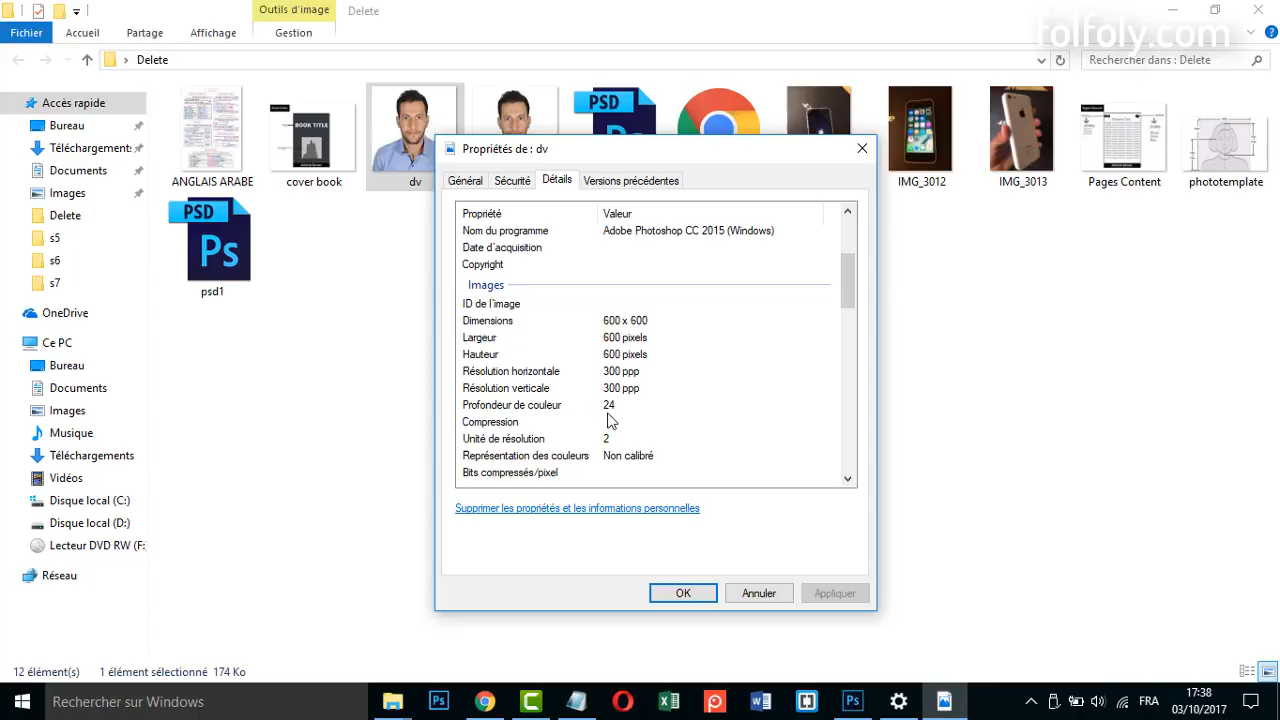 Outils d'image
Delete
Fichier
Accueil
Partage
Affichage
Gestion
folfoly.com
Delete
Rechercher dans : Delete
Accès rapide
Bureau
Téléchargement:
Documents
Images
Delete
s5
s6
s7
OneDrive
Ce PC
Bureau
Documents
Images
Musique
Téléchargements
Vidéos
Disque local (C:)
Disque local (D:)
Lecteur DVD RW (F:
Réseau
BOOK TITLE
PSD
ANGLAIS ARABE
cover book
dv
IMG_3012
IMG_3013
Pages Content
phototemplate
PSD
Ps
psd1
Propriétés de : dv
Général
Sécurité
Détails
Versions précédentes
Propriété
Valeur
Nom du programme
Adobe Photoshop CC 2015 (Windows)
Date d'acquisition
Copyright
Images
ID de l'image
Dimensions
600 x 600
Largeur
600 pixels
Hauteur
600 pixels
Résolution horizontale
300 ppp
Résolution verticale
300 ppp
Profondeur de couleur
24
Compression
Unité de résolution
2
Représentation des couleurs
Non calibré
Bits compressés/pixel
Supprimer les propriétés et les informations personnelles
OK
Annuler
Appliquer
12 élément(s)
1 élément sélectionné 174 Ko
Rechercher sur Windows
Ps
Ps
FRA
17:38
03/10/2017